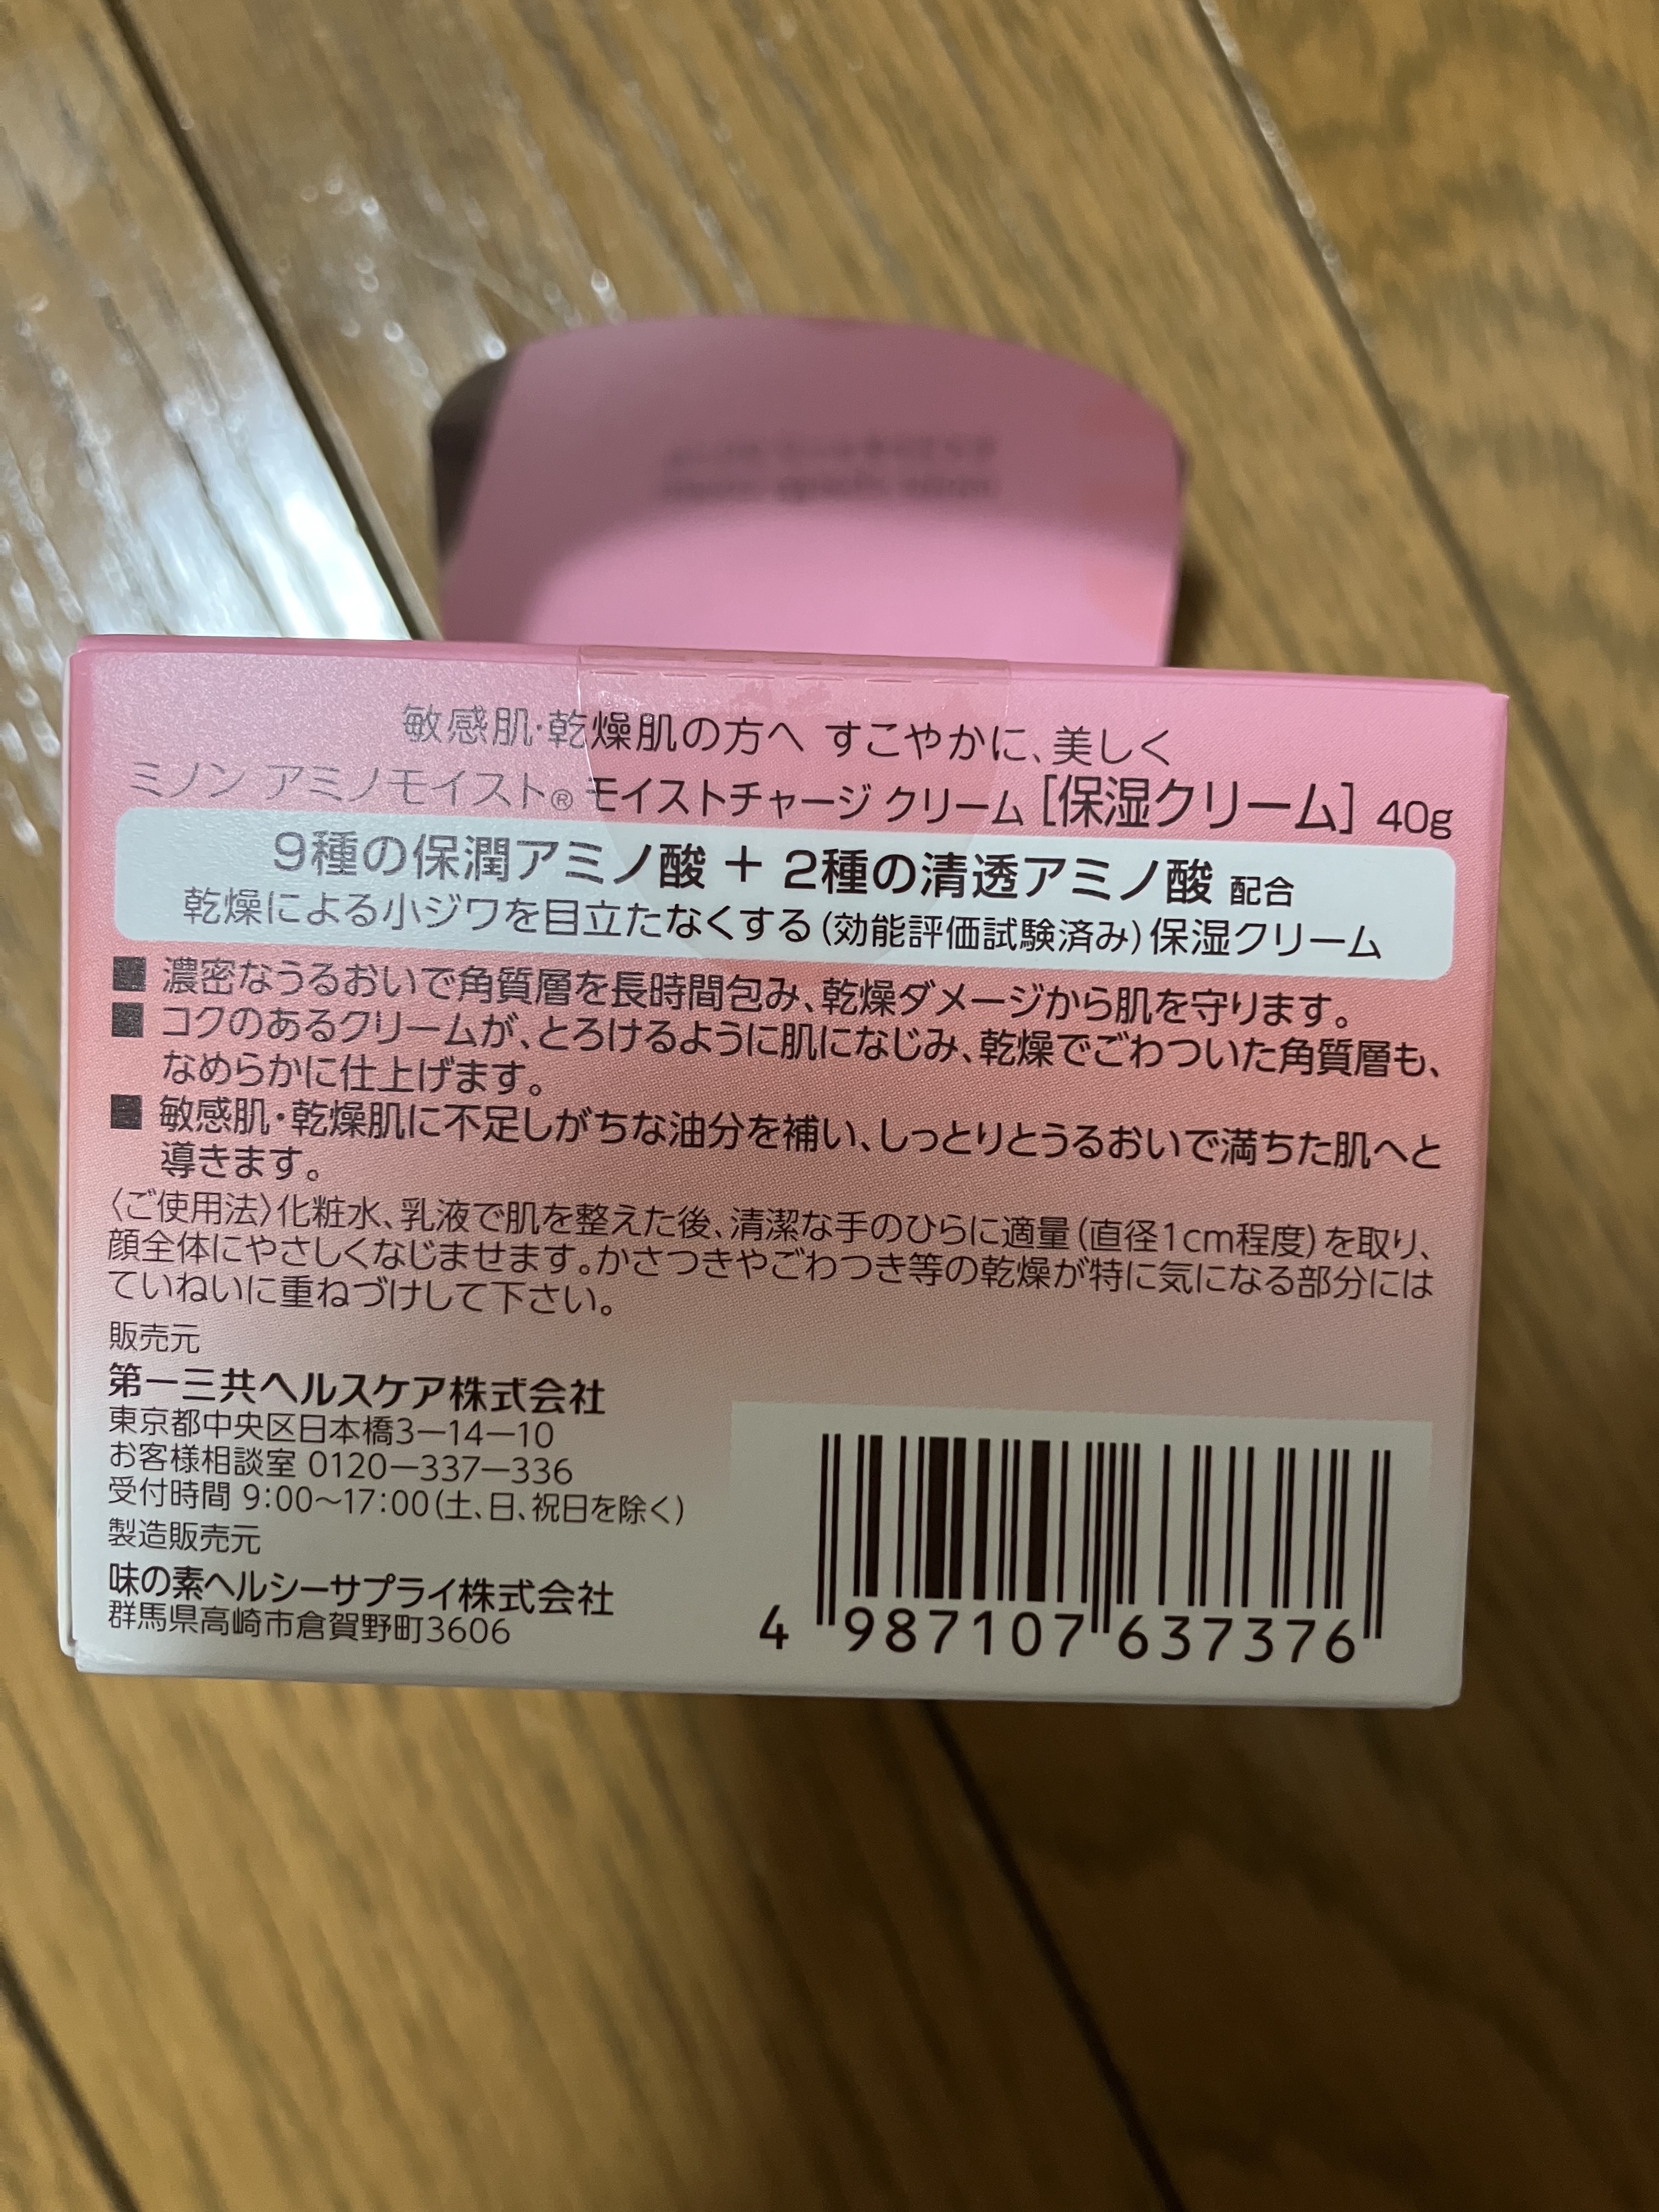 敏感肌・乾燥肌の方へ すこやかに、美しく
ミノン アミノモイスト® モイストチャージ クリーム [保湿クリーム] 40g
9種の保潤アミノ酸 + 2種の清透アミノ酸 配合
乾燥による小ジワを目立たなくする(効能評価試験済み)保湿クリーム
■ 濃密なうるおいで角質層を長時間包み、乾燥ダメージから肌を守ります。
■ コクのあるクリームが、とろけるように肌になじみ、乾燥でごわついた角質層も、
なめらかに仕上げます。
■ 敏感肌・乾燥肌に不足しがちな油分を補い、しっとりとうるおいで満ちた肌へと
導きます。
〈ご使用法〉化粧水、乳液で肌を整えた後、清潔な手のひらに適量(直径1cm程度)を取り、
顔全体にやさしくなじませます。かさつきやごわつき等の乾燥が特に気になる部分には
ていねいに重ねづけして下さい。
販売元
第一三共ヘルスケア株式会社
東京都中央区日本橋3−14−10
お客様相談室 0120−337−336
受付時間 9:00〜17:00(土、日、祝日を除く)
製造販売元
味の素ヘルシーサプライ株式会社
群馬県高崎市倉賀野町3606
4 987107 637376